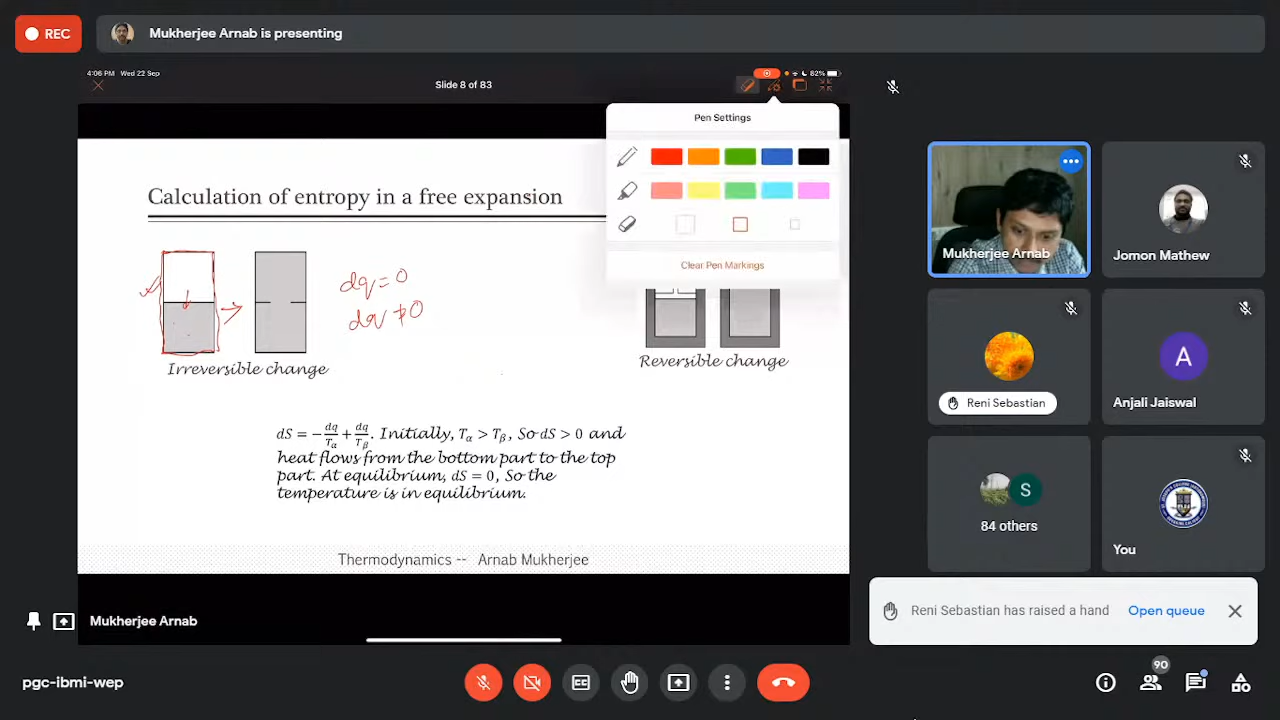 REC
Mukherjee Arnab is presenting
4:06 PM Wed 22 Sep
82%
Slide 8 of 83
Pen Settings
Clear Pen Markings
Calculation of entropy in a free expansion
dq = 0
dq ≠ 0
Irreversible change
Reversible change
dS = −dq/Tα + dq/Tβ. Initially, Tα > Tβ, So dS > 0 and
heat flows from the bottom part to the top
part. At equilibrium, dS = 0, So the
temperature is in equilibrium.
Thermodynamics -- Arnab Mukherjee
Mukherjee Arnab
Mukherjee Arnab
Jomon Mathew
Reni Sebastian
A
Anjali Jaiswal
S
84 others
You
Reni Sebastian has raised a hand
Open queue
pgc-ibmi-wep
90